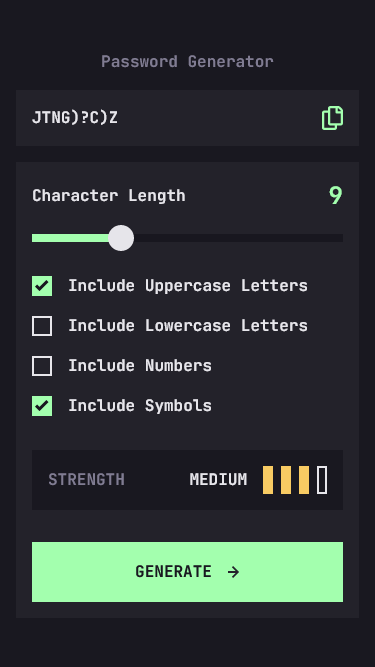 Password Generator
JTNG)?C)Z
Character Length 9
Include Uppercase Letters
Include Lowercase Letters
Include Numbers
Include Symbols
STRENGTH MEDIUM
GENERATE →